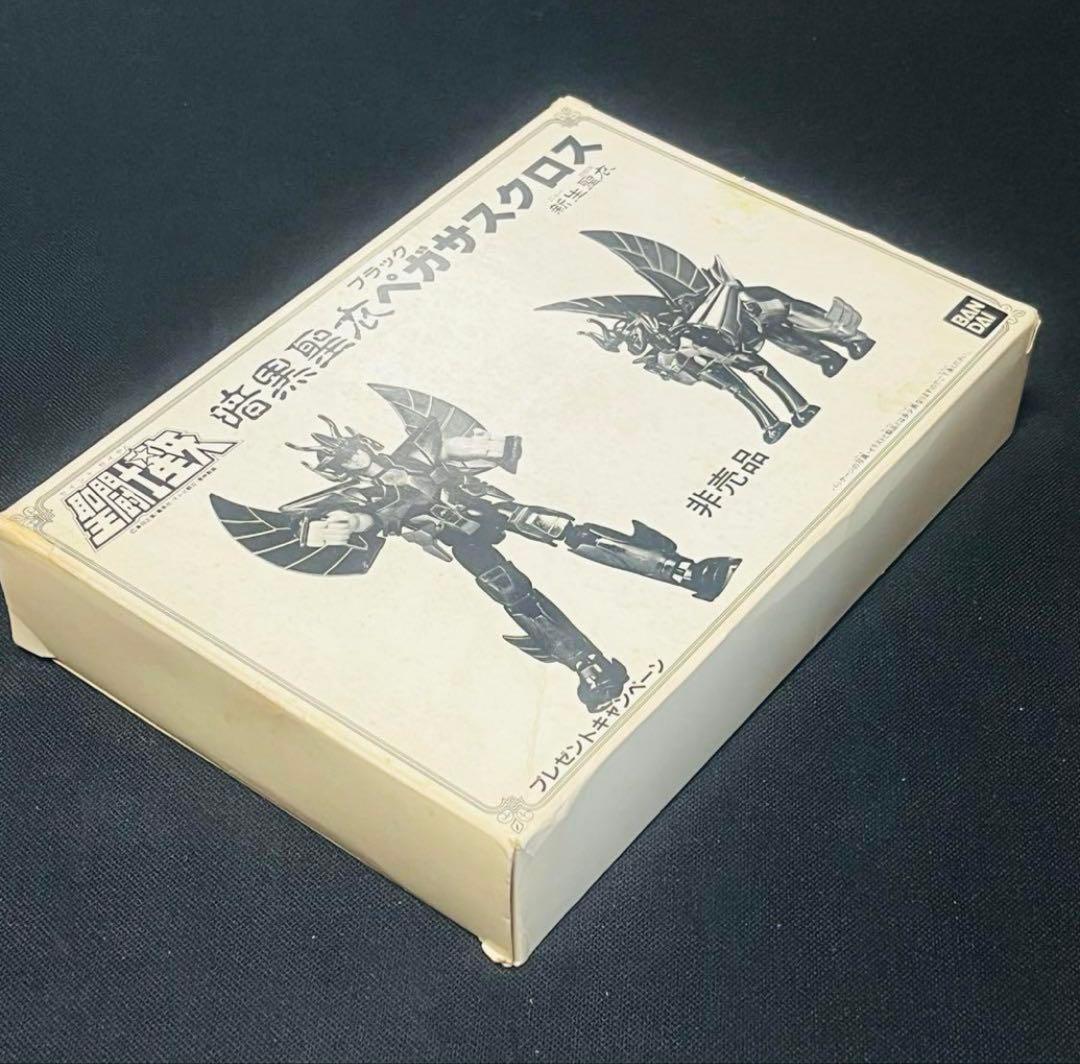 聖闘士星矢
ブラック
暗黒聖衣ペガサスクロス
新生聖衣
BAN
DAI
非売品
プレゼントキャンペーン